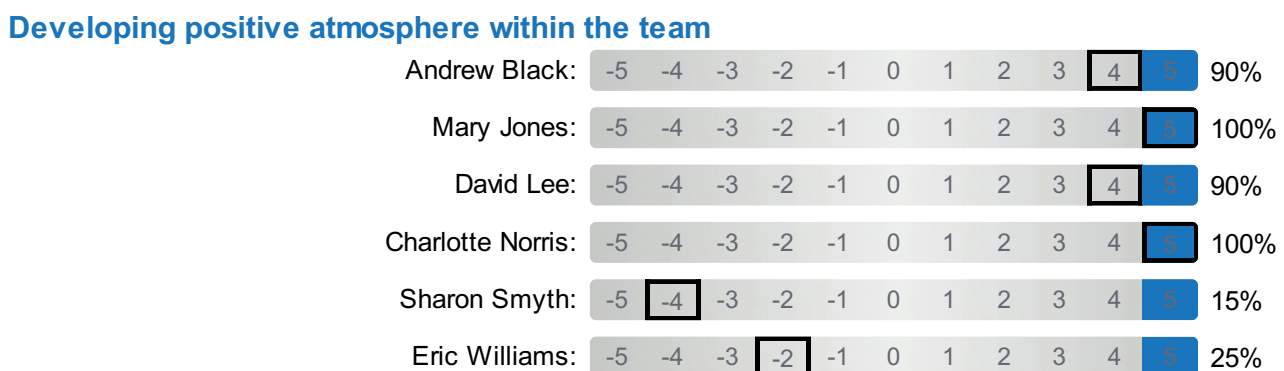 Developing positive atmosphere within the team
Andrew Black: -5 -4 -3 -2 -1 0 1 2 3 4 5 90%
Mary Jones: -5 -4 -3 -2 -1 0 1 2 3 4 5 100%
David Lee: -5 -4 -3 -2 -1 0 1 2 3 4 5 90%
Charlotte Norris: -5 -4 -3 -2 -1 0 1 2 3 4 5 100%
Sharon Smyth: -5 -4 -3 -2 -1 0 1 2 3 4 5 15%
Eric Williams: -5 -4 -3 -2 -1 0 1 2 3 4 5 25%